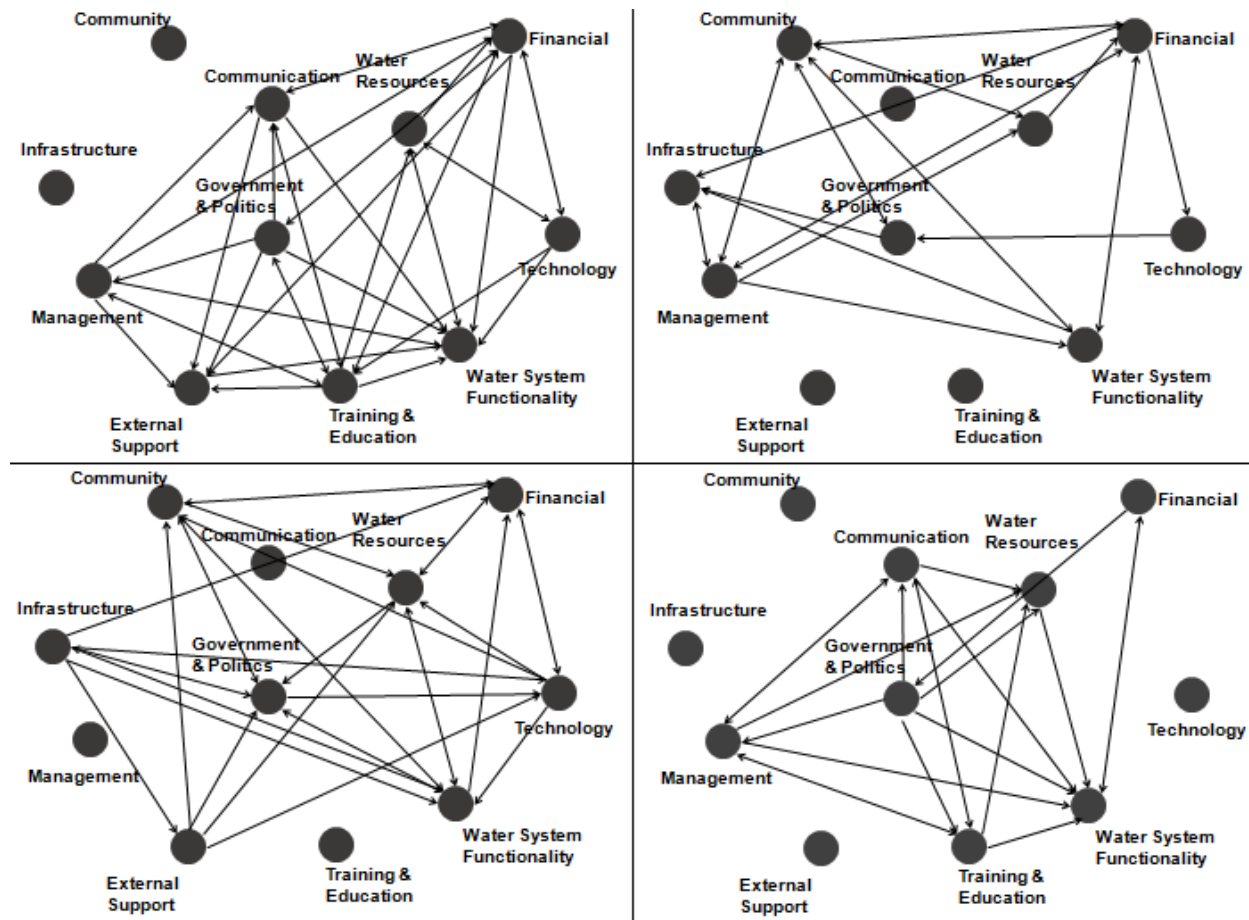 Community
Financial
Communication
Water
Resources
Infrastructure
Government
& Politics
Technology
Management
Water System
Functionality
External
Support
Training &
Education
Community
Financial
Water
Resources
Communication
Infrastructure
Government
& Politics
Technology
Management
Water System
Functionality
External
Support
Training &
Education
Community
Financial
Water
Resources
Communication
Infrastructure
Government
& Politics
Technology
Management
Water System
Functionality
External
Support
Training &
Education
Community
Financial
Water
Resources
Communication
Infrastructure
Government
& Politics
Technology
Management
Water System
Functionality
External
Support
Training &
Education